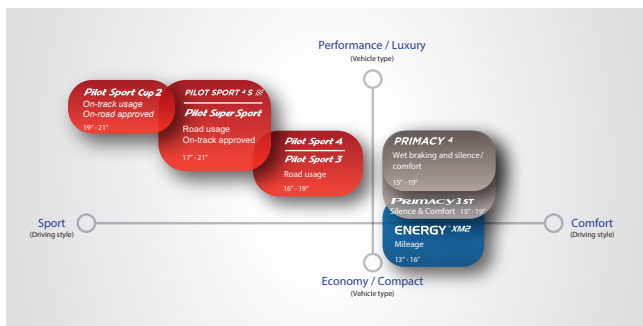 Performance / Luxury
(Vehicle type)
Pilot Sport Cup 2
On-track usage
On-road approved
19" - 21"
PILOT SPORT 4 S
Pilot Super Sport
Road usage
On-track approved
17" - 21"
Pilot Sport 4
Pilot Sport 3
Road usage
16" - 19"
PRIMACY 4
Wet braking and silence/
comfort
15" - 19"
PRIMACY 3 ST
Silence & Comfort 15" - 19"
ENERGY XM2
Mileage
13" - 16"
Sport
(Driving style)
Comfort
(Driving style)
Economy / Compact
(Vehicle type)